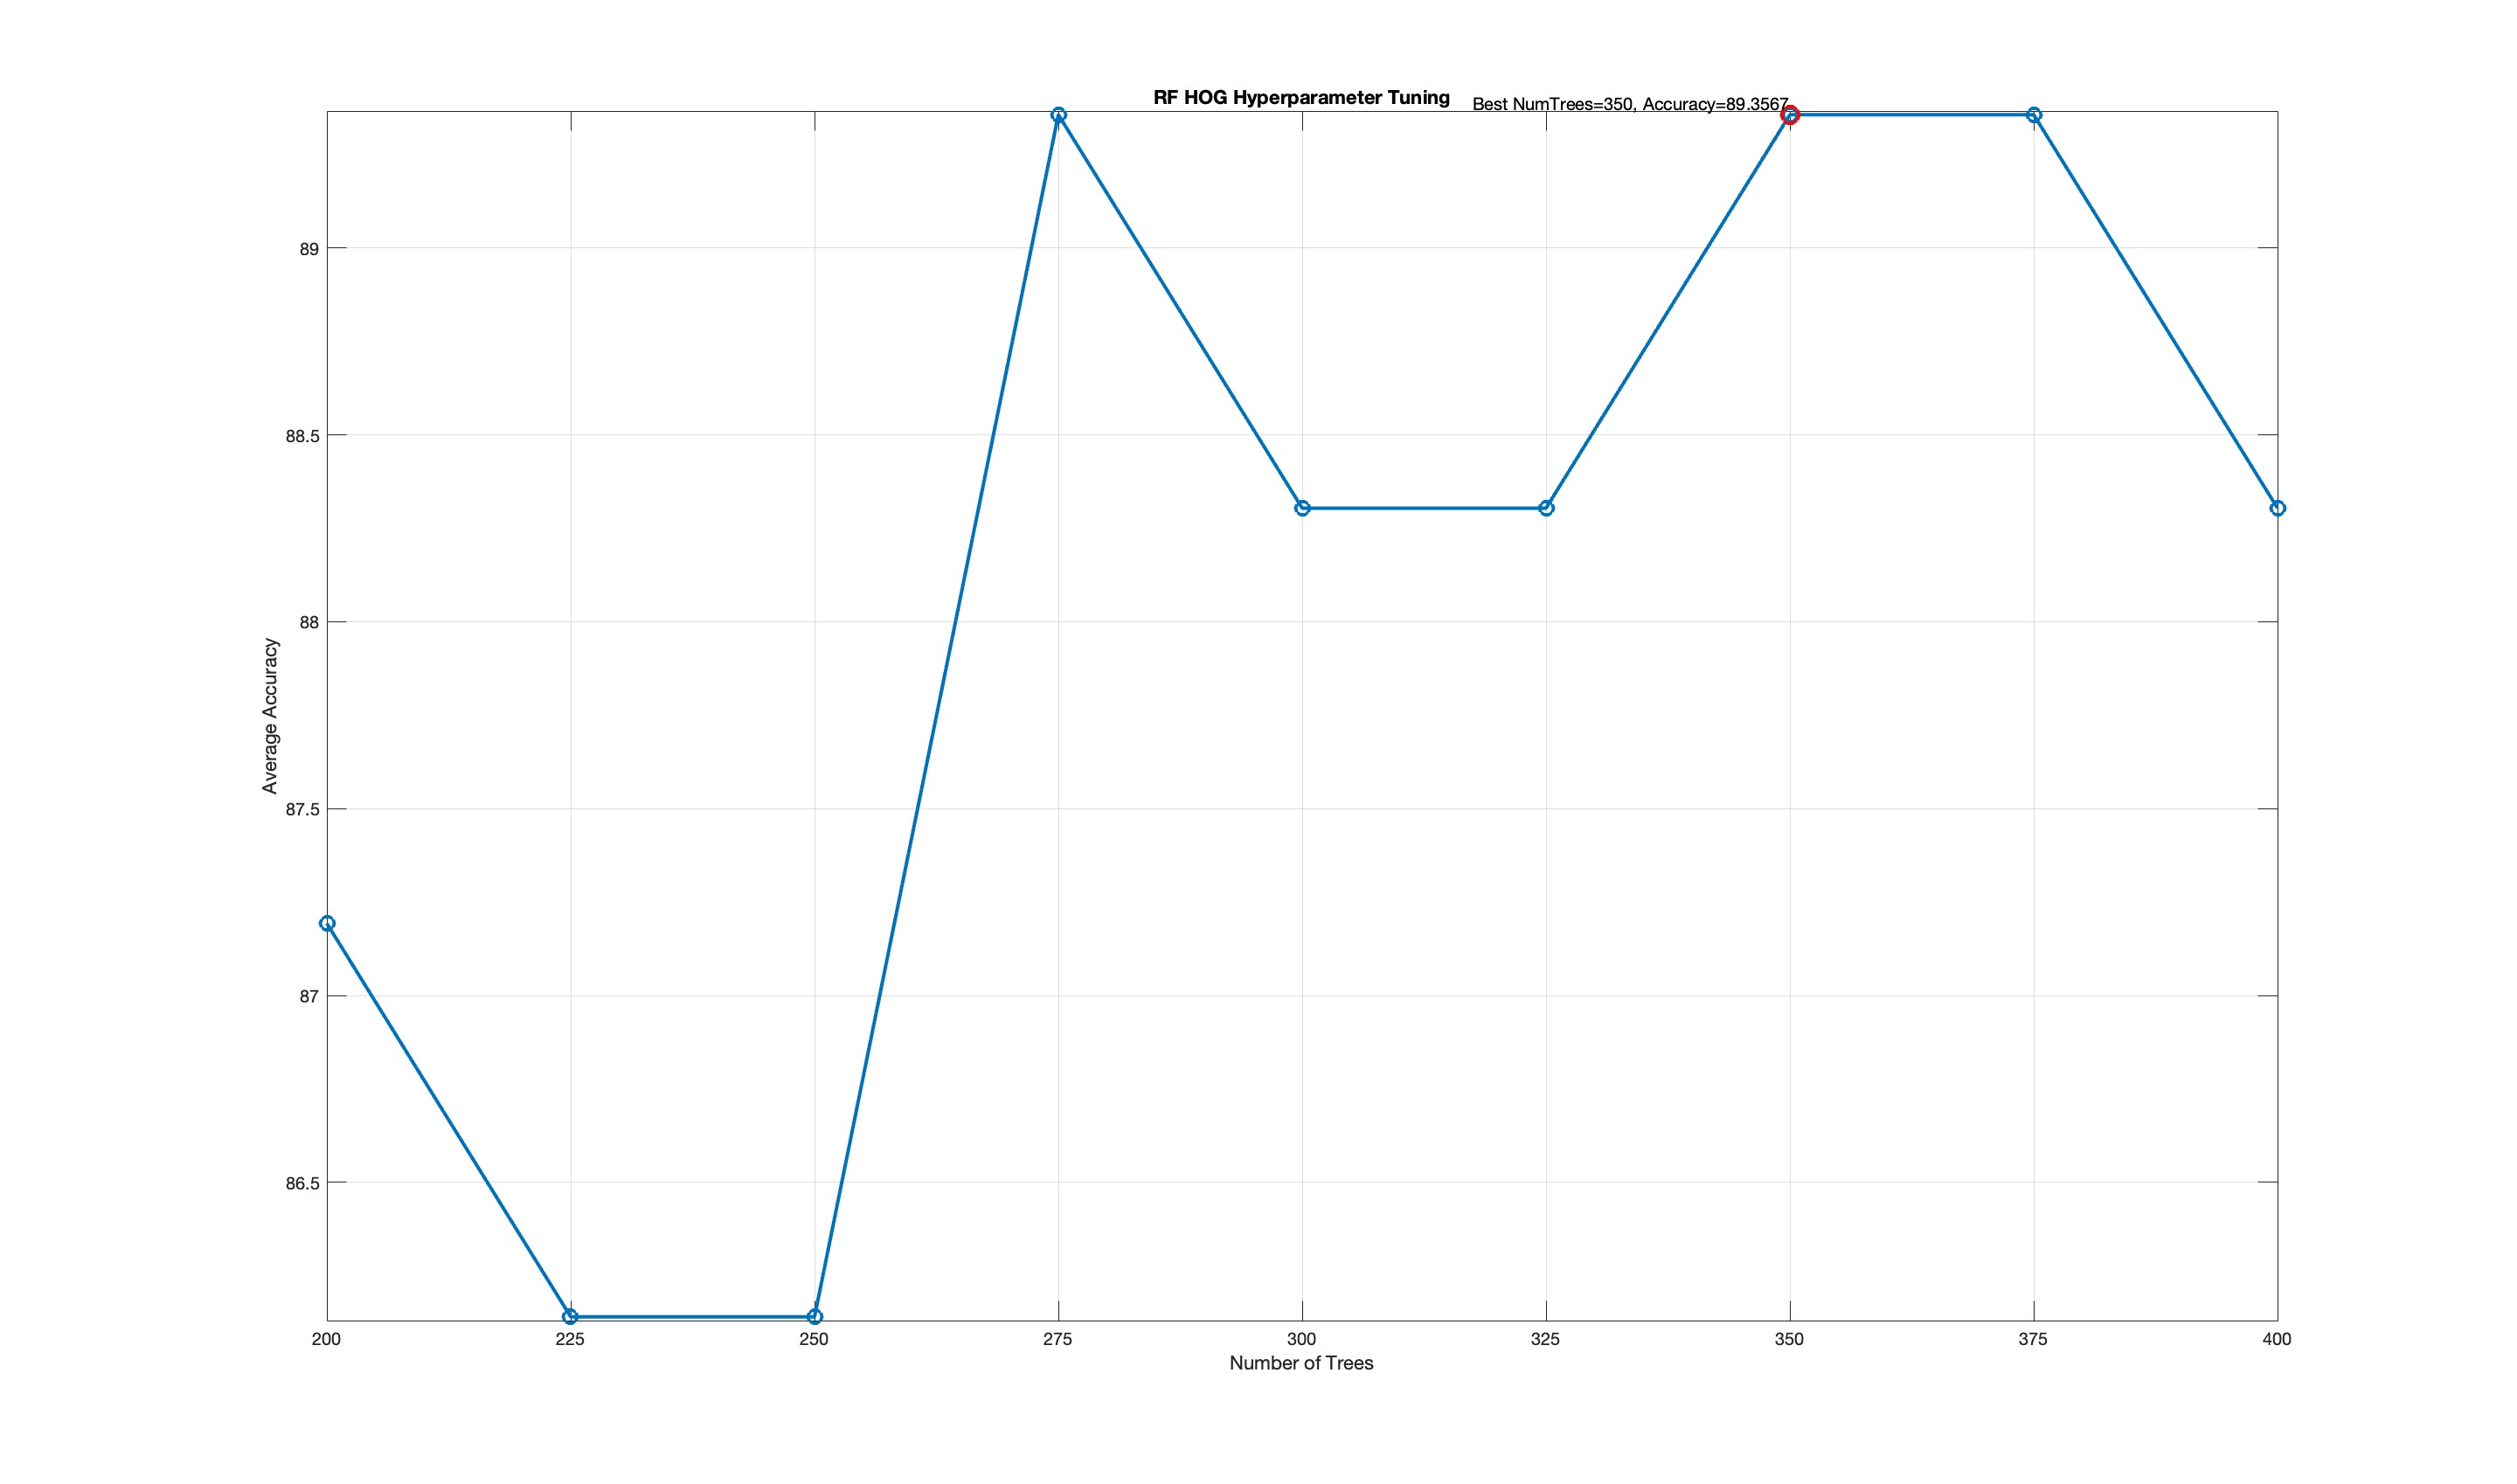 RF HOG Hyperparameter Tuning
Best NumTrees=350, Accuracy=89.3567
89
88.5
88
87.5
87
86.5
Average Accuracy
200 225 250 275 300 325 350 375 400
Number of Trees